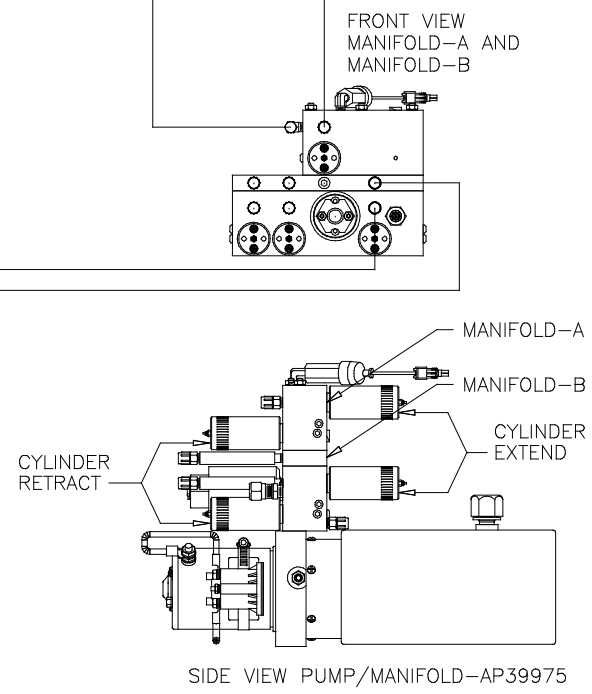 FRONT VIEW
MANIFOLD-A AND
MANIFOLD-B
MANIFOLD-A
MANIFOLD-B
CYLINDER
EXTEND
CYLINDER
RETRACT
SIDE VIEW PUMP/MANIFOLD-AP39975